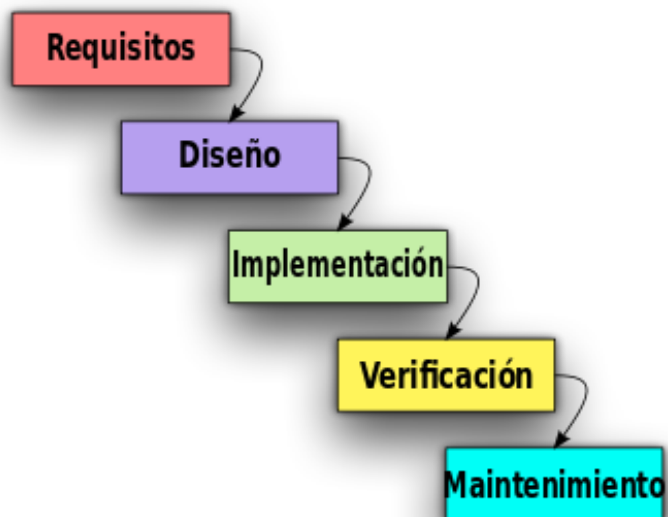 Requisitos
Diseño
Implementación
Verificación
Maintenimiento